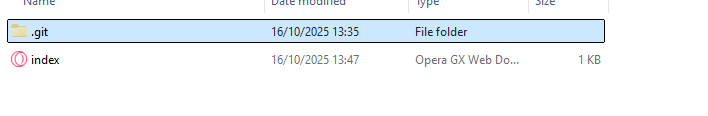 Name Date modified Type Size
.git 16/10/2025 13:35 File folder
index 16/10/2025 13:47 Opera GX Web Do... 1 KB